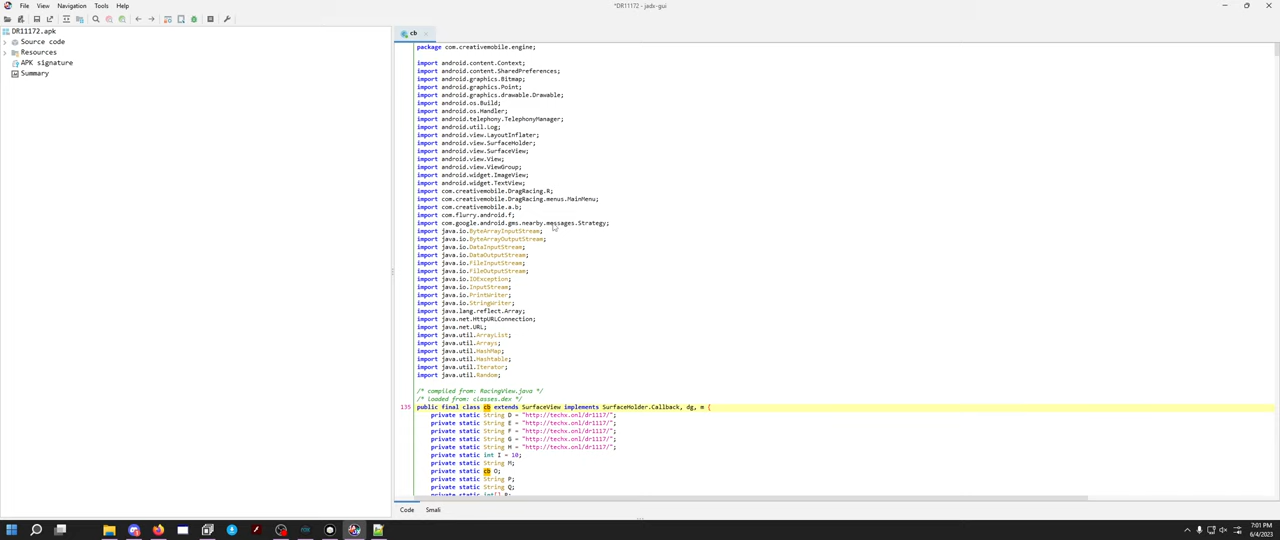 *DR11172 - jadx-gui
File View Navigation Tools Help
DR11172.apk
Source code
Resources
APK signature
Summary
cb
package com.creativemobile.engine;
import android.content.Context;
import android.content.SharedPreferences;
import android.graphics.Bitmap;
import android.graphics.Point;
import android.graphics.drawable.Drawable;
import android.os.Build;
import android.os.Handler;
import android.telephony.TelephonyManager;
import android.util.Log;
import android.view.LayoutInflater;
import android.view.SurfaceHolder;
import android.view.SurfaceView;
import android.view.View;
import android.view.ViewGroup;
import android.widget.ImageView;
import android.widget.TextView;
import com.creativemobile.DragRacing.R;
import com.creativemobile.DragRacing.menus.MainMenu;
import com.creativemobile.a.b;
import com.flurry.android.f;
import com.google.android.gms.nearby.messages.Strategy;
import java.io.ByteArrayInputStream;
import java.io.ByteArrayOutputStream;
import java.io.DataInputStream;
import java.io.DataOutputStream;
import java.io.FileInputStream;
import java.io.FileOutputStream;
import java.io.IOException;
import java.io.InputStream;
import java.io.PrintWriter;
import java.io.StringWriter;
import java.lang.reflect.Array;
import java.net.HttpURLConnection;
import java.net.URL;
import java.util.ArrayList;
import java.util.Arrays;
import java.util.HashMap;
import java.util.Hashtable;
import java.util.Iterator;
import java.util.Random;
/* compiled from: RacingView.java */
/* loaded from: classes.dex */
135 public final class cb extends SurfaceView implements SurfaceHolder.Callback, dg, m {
private static String D = "http://techx.onl/dr1117/";
private static String E = "http://techx.onl/dr1117/";
private static String F = "http://techx.onl/dr1117/";
private static String G = "http://techx.onl/dr1117/";
private static String H = "http://techx.onl/dr1117/";
private static int I = 10;
private static String M;
private static cb O;
private static String P;
private static String Q;
private static int[] R;
Code Smali
7:01 PM
6/4/2023